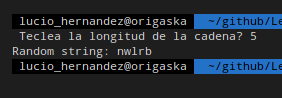 lucio_hernandez@origaska ~/github/Le
Teclea la longitud de la cadena? 5
Random string: nwlrb
lucio_hernandez@origaska ~/github/Le